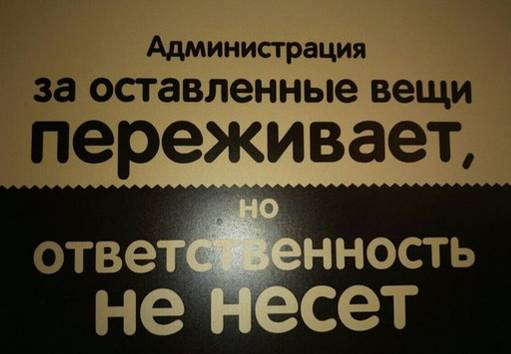 Администрация
за оставленные вещи
переживает,
но
ответственность
не несет